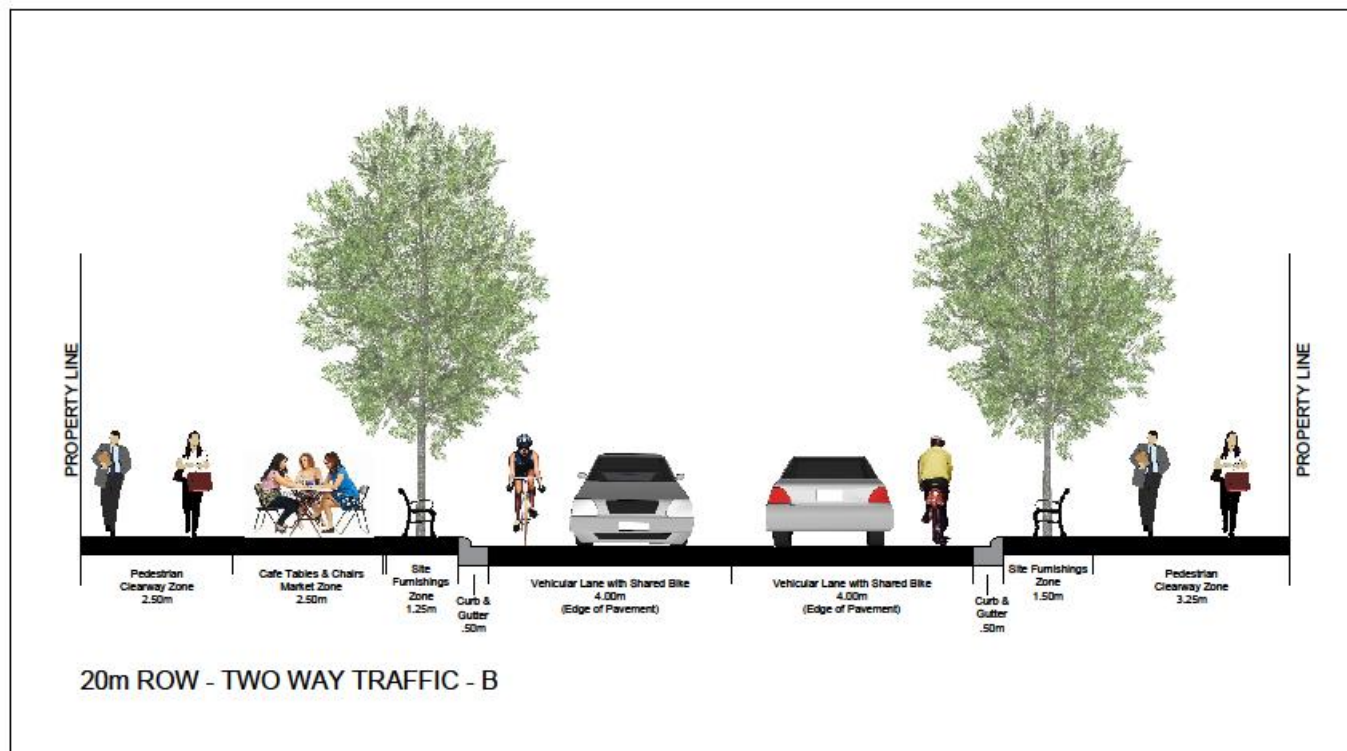 PROPERTY LINE
PROPERTY LINE
Pedestrian
Clearway Zone
2.50m
Cafe Tables & Chairs
Market Zone
2.50m
Site
Furnishings
Zone
1.25m
Curb &
Gutter
.50m
Vehicular Lane with Shared Bike
4.00m
(Edge of Pavement)
Vehicular Lane with Shared Bike
4.00m
(Edge of Pavement)
Curb &
Gutter
.50m
Site Furnishings
Zone
1.50m
Pedestrian
Clearway Zone
3.25m
20m ROW - TWO WAY TRAFFIC - B